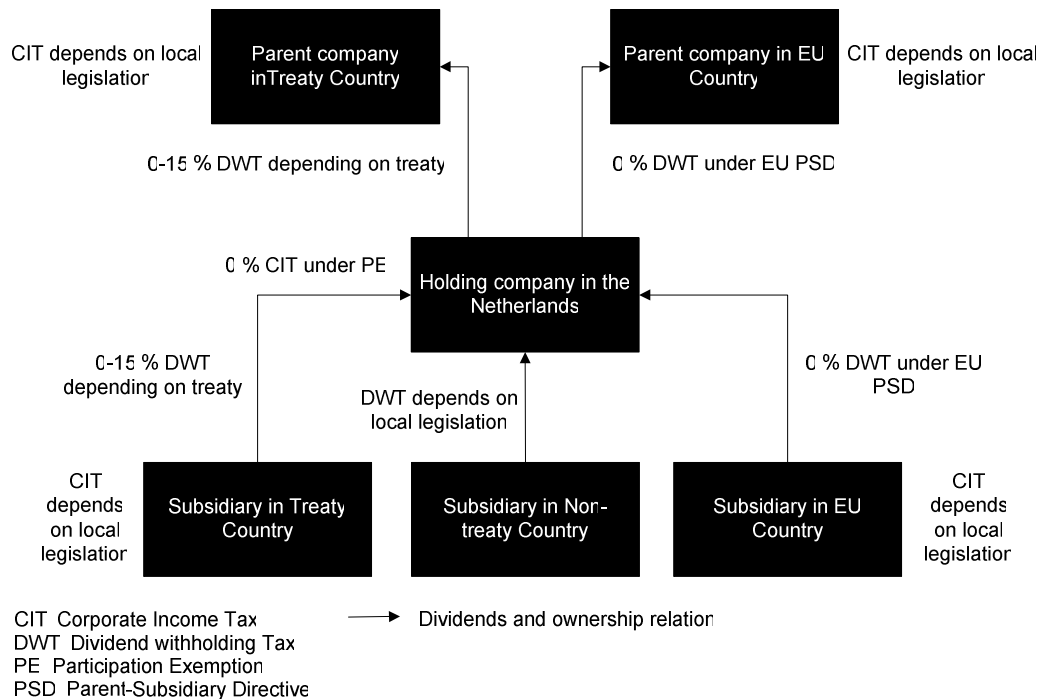 CIT depends on local
legislation
Parent company
inTreaty Country
Parent company in EU
Country
CIT depends on local
legislation
0-15 % DWT depending on treaty
0 % DWT under EU PSD
0 % CIT under PE
Holding company in the
Netherlands
0-15 % DWT
depending on treaty
DWT depends on
local legislation
0 % DWT under EU
PSD
CIT
depends
on local
legislation
Subsidiary in Treaty
Country
Subsidiary in Non-
treaty Country
Subsidiary in EU
Country
CIT
depends
on local
legislation
CIT Corporate Income Tax
Dividends and ownership relation
DWT Dividend withholding Tax
PE Participation Exemption
PSD Parent-Subsidiary Directive